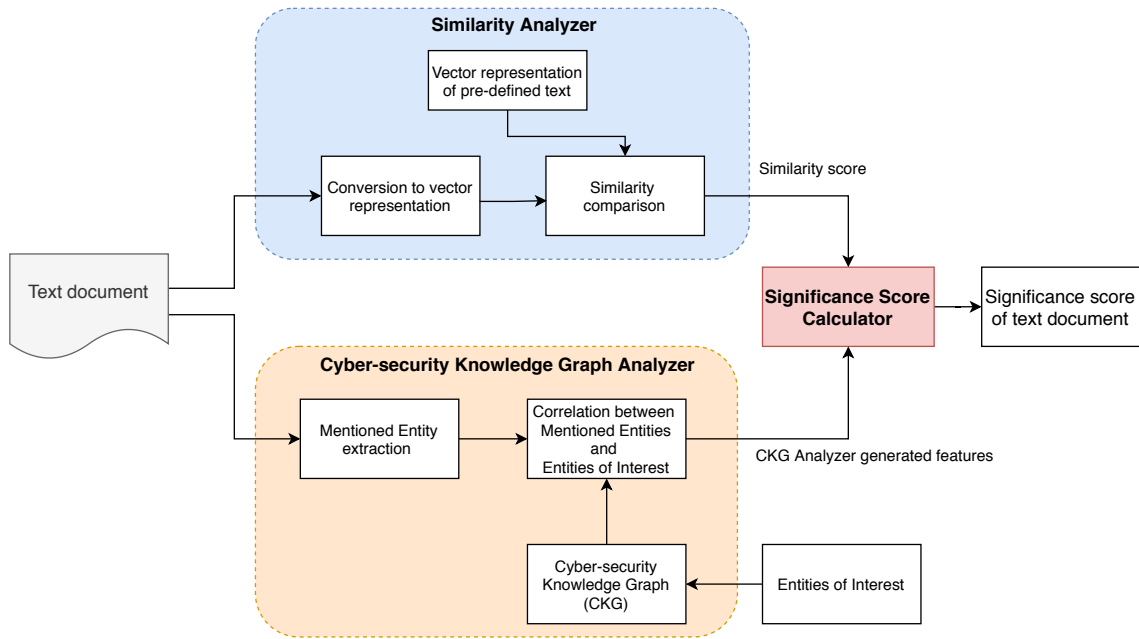 Similarity Analyzer
Vector representation
of pre-defined text
Conversion to vector
representation
Similarity
comparison
Similarity score
Text document
Significance Score
Calculator
Significance score
of text document
Cyber-security Knowledge Graph Analyzer
Mentioned Entity
extraction
Correlation between
Mentioned Entities
and
Entities of Interest
CKG Analyzer generated features
Cyber-security
Knowledge Graph
(CKG)
Entities of Interest